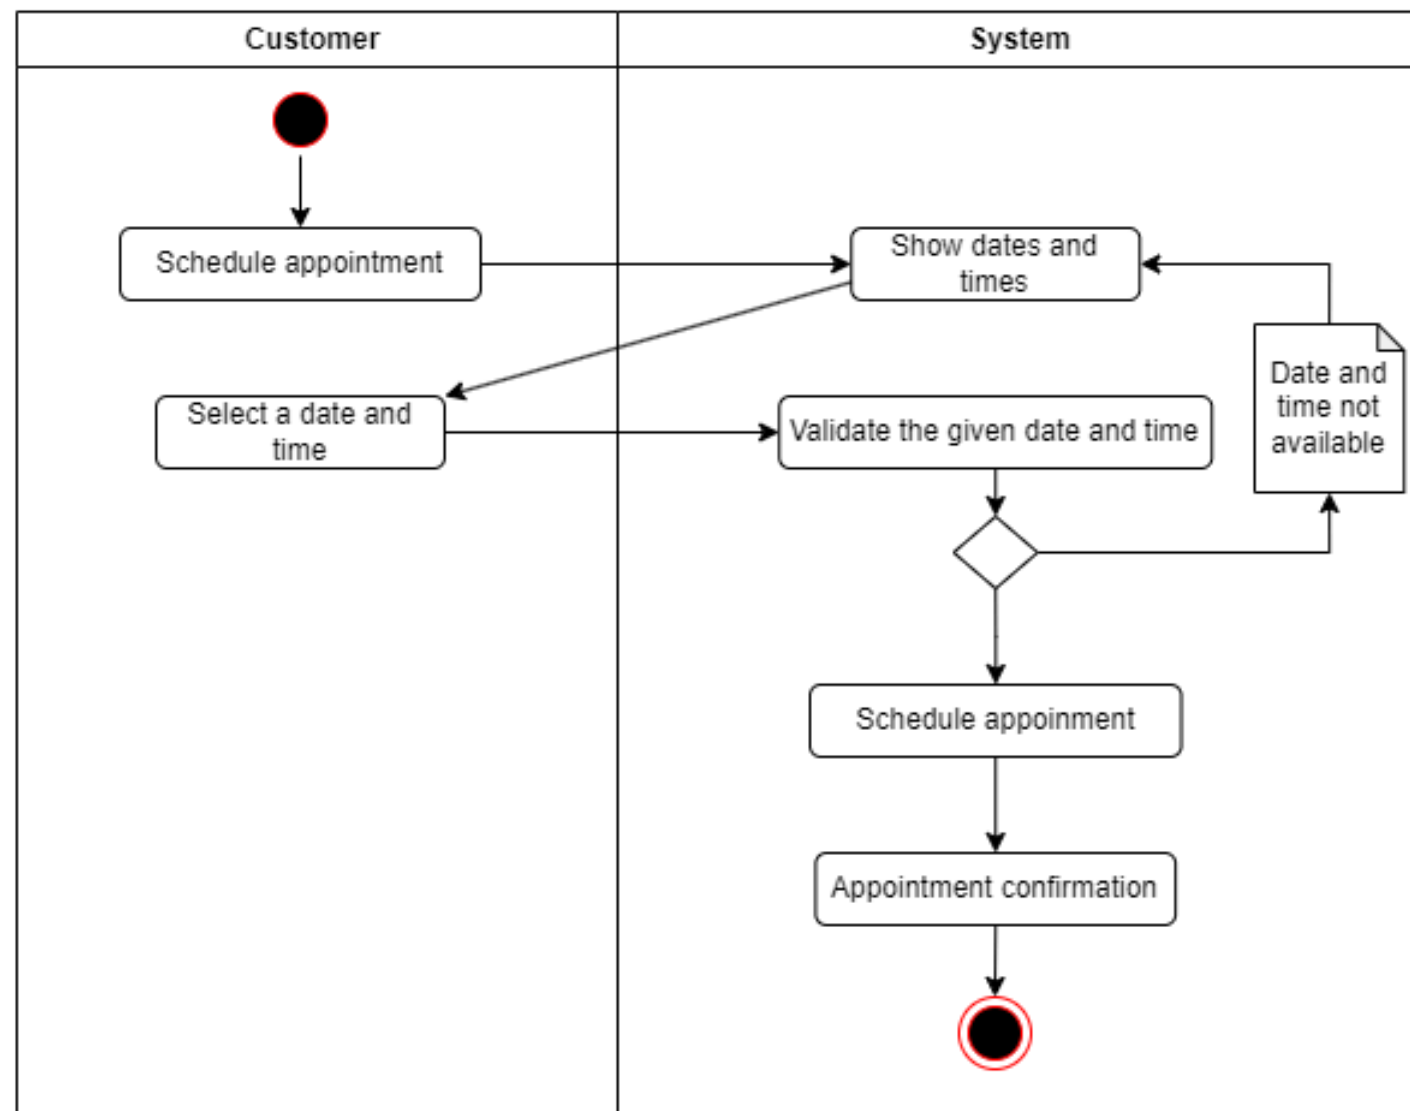 Customer
System
Schedule appointment
Show dates and
times
Select a date and
time
Validate the given date and time
Date and
time not
available
Schedule appoinment
Appointment confirmation